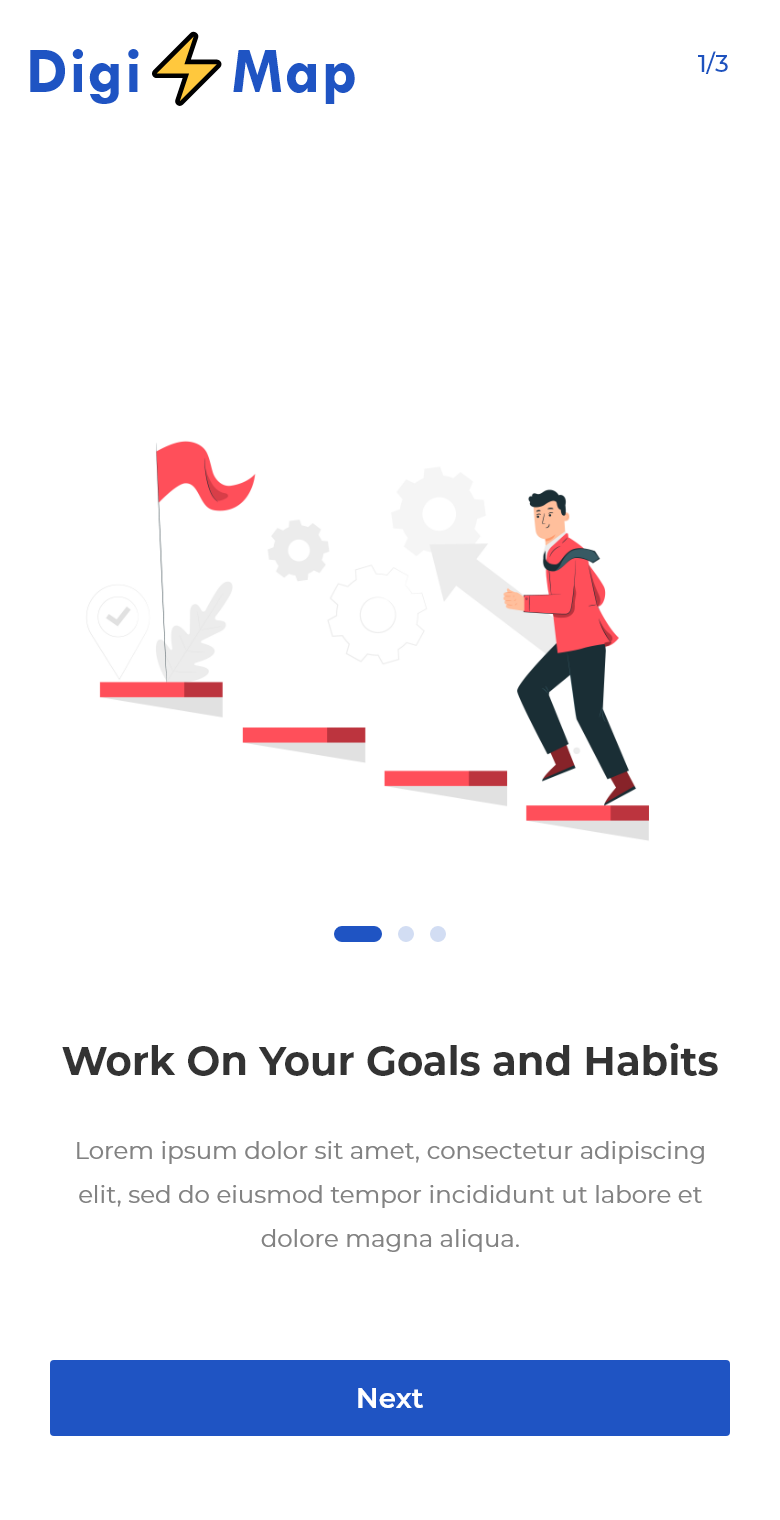 Digi Map
1/3
Work On Your Goals and Habits
Lorem ipsum dolor sit amet, consectetur adipiscing
elit, sed do eiusmod tempor incididunt ut labore et
dolore magna aliqua.
Next